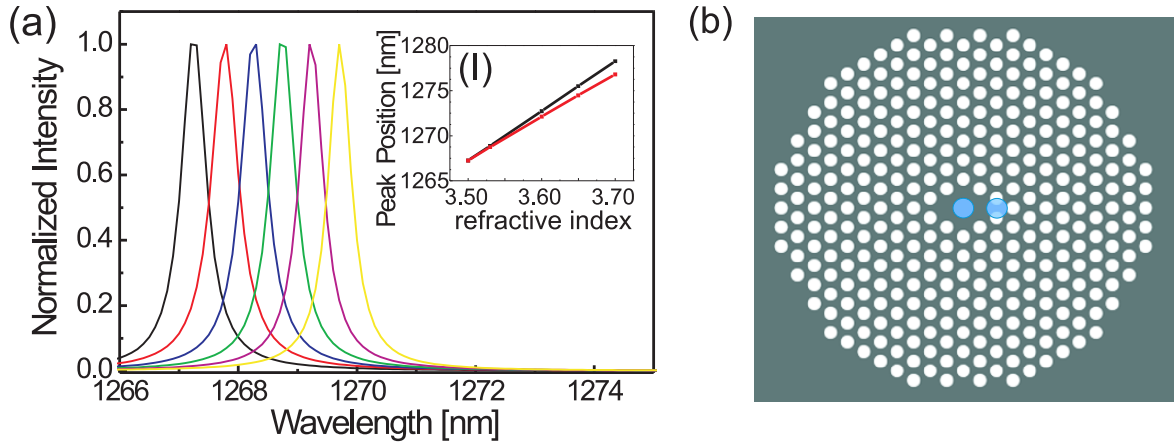 (a)
Normalized Intensity
1.0
0.8
0.6
0.4
0.2
0.0
1266
1268
1270
1272
1274
Wavelength [nm]
(I)
Peak Position [nm]
1280
1275
1270
1265
3.50
3.60
3.70
refractive index
(b)